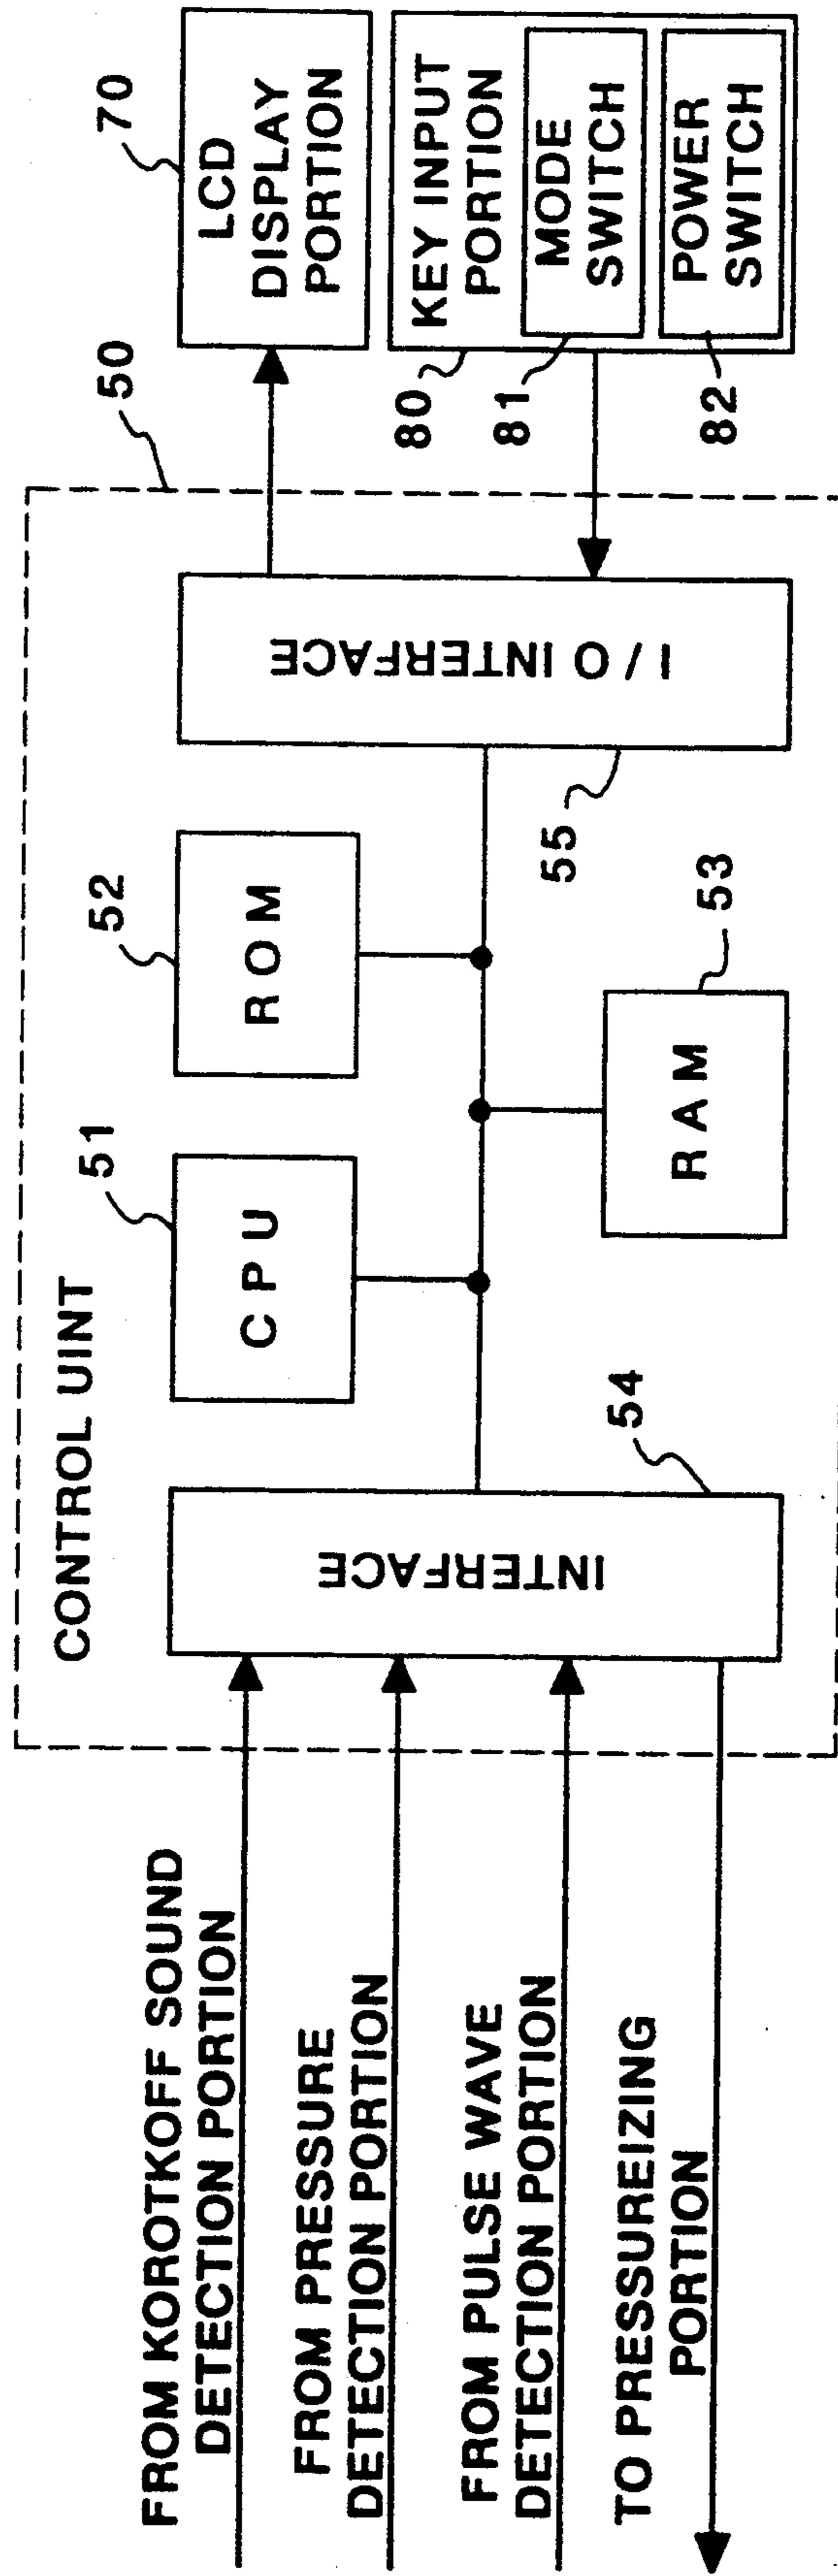 CONTROL UINT
50
FROM KOROTKOFF SOUND
DETECTION PORTION
FROM PRESSURE
DETECTION PORTION
FROM PULSE WAVE
DETECTION PORTION
TO PRESSUREIZING
PORTION
INTERFACE
54
CPU
51
ROM
52
RAM
53
I/O INTERFACE
55
70
LCD
DISPLAY
PORTION
80
KEY INPUT
PORTION
81
MODE
SWITCH
82
POWER
SWITCH